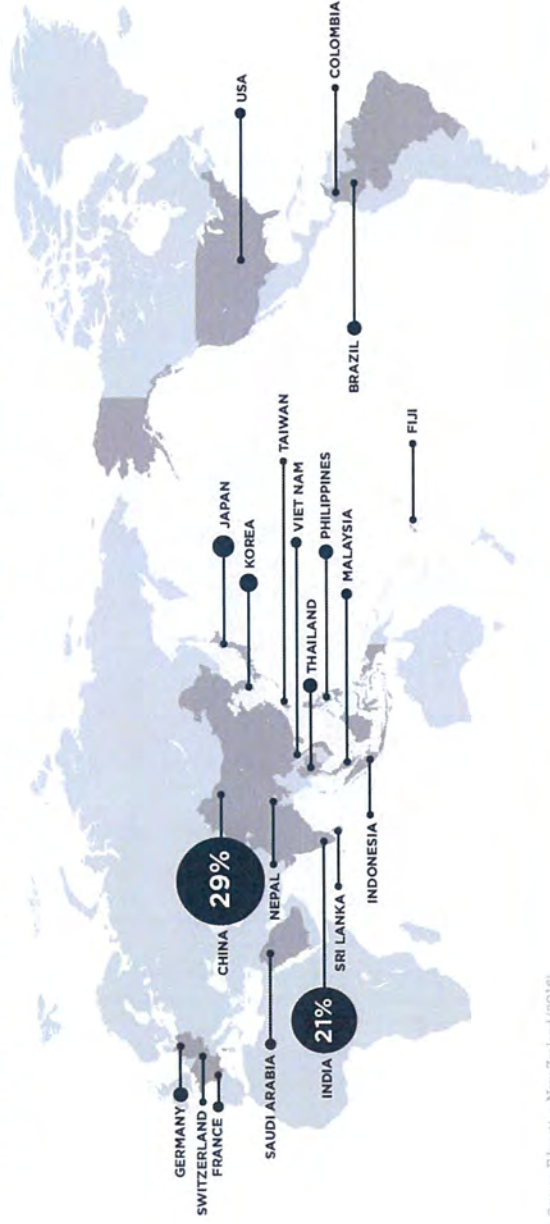 GERMANY
SWITZERLAND
FRANCE
SAUDI ARABIA
INDIA
21%
CHINA
29%
NEPAL
SRI LANKA
INDONESIA
JAPAN
KOREA
TAIWAN
VIET NAM
THAILAND
PHILIPPINES
MALAYSIA
FIJI
USA
COLOMBIA
BRAZIL